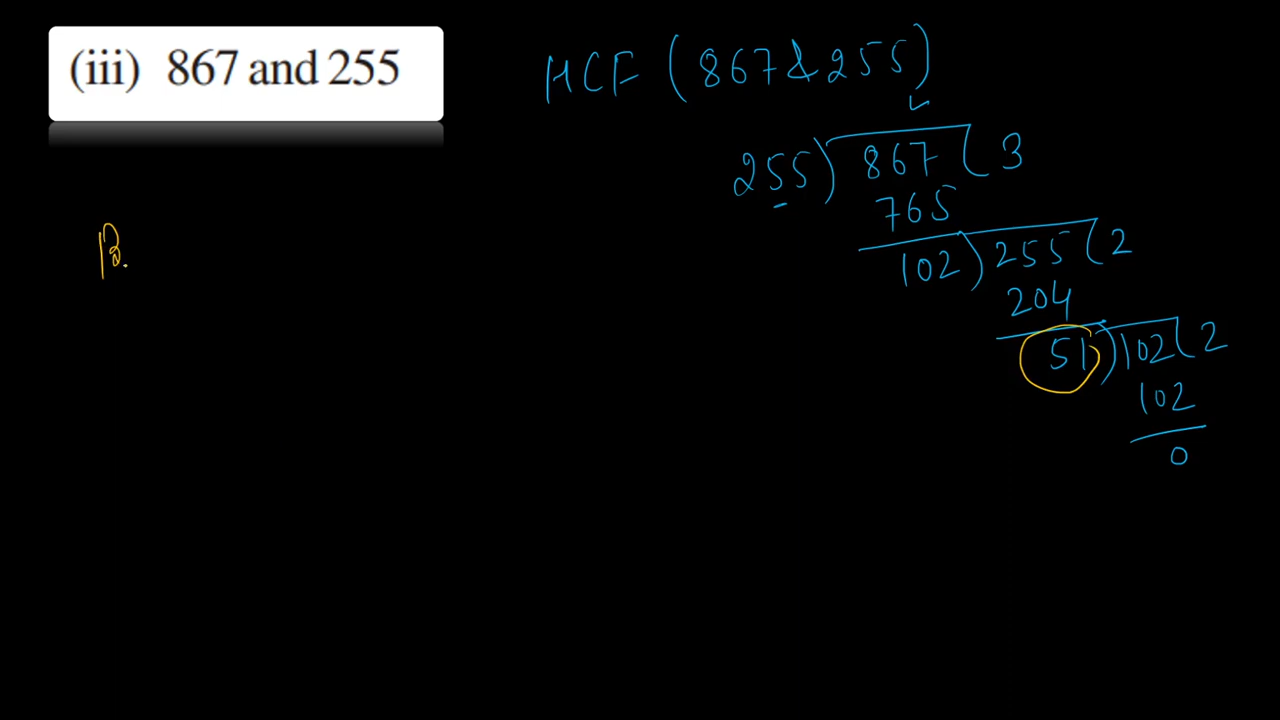 (iii) 867 and 255
HCF (867 & 255)
255) 867 (3
765
102) 255 (2
204
51) 102 (2
102
0
B.